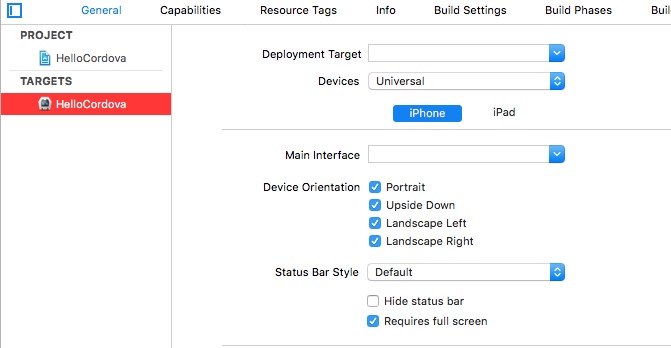 General Capabilities Resource Tags Info Build Settings Build Phases
PROJECT
HelloCordova
TARGETS
HelloCordova
Deployment Target
Devices Universal
iPhone iPad
Main Interface
Device Orientation Portrait
Upside Down
Landscape Left
Landscape Right
Status Bar Style Default
Hide status bar
Requires full screen